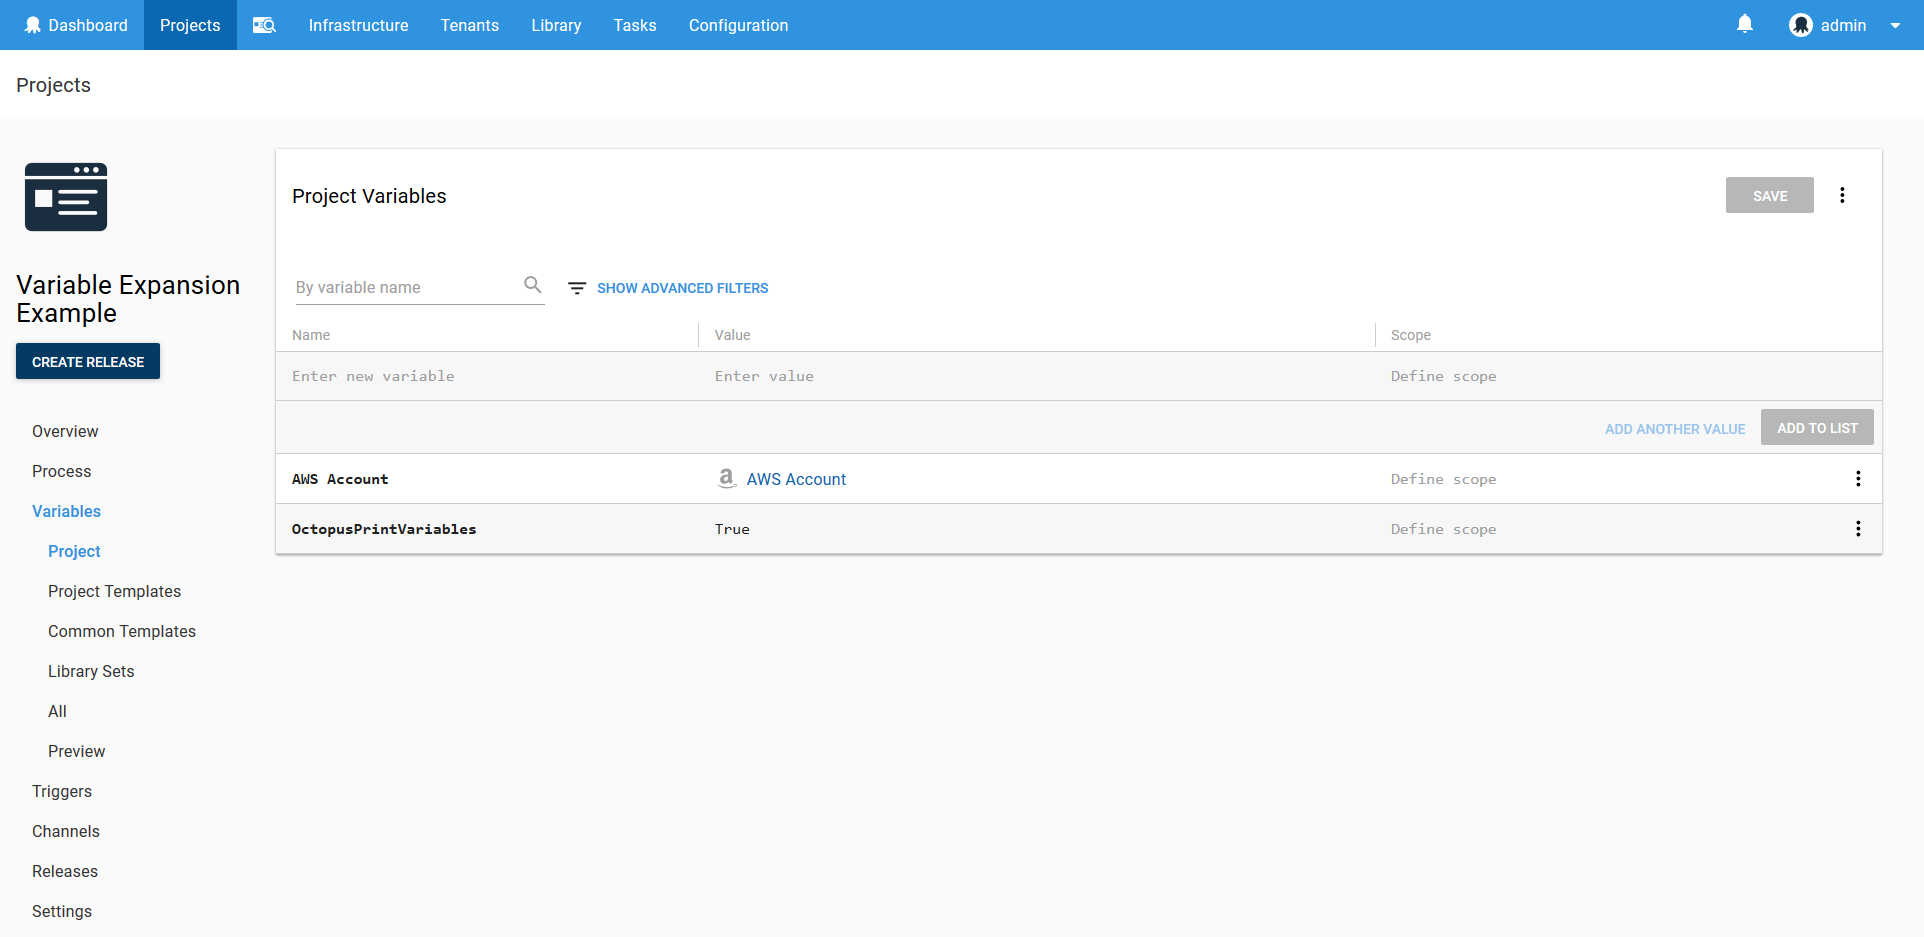 Dashboard Projects Infrastructure Tenants Library Tasks Configuration admin
Projects
Variable Expansion
Example
CREATE RELEASE
Overview
Process
Variables
Project
Project Templates
Common Templates
Library Sets
All
Preview
Triggers
Channels
Releases
Settings
Project Variables SAVE
By variable name SHOW ADVANCED FILTERS
Name Value Scope
Enter new variable Enter value Define scope
ADD ANOTHER VALUE ADD TO LIST
AWS Account AWS Account Define scope
OctopusPrintVariables True Define scope